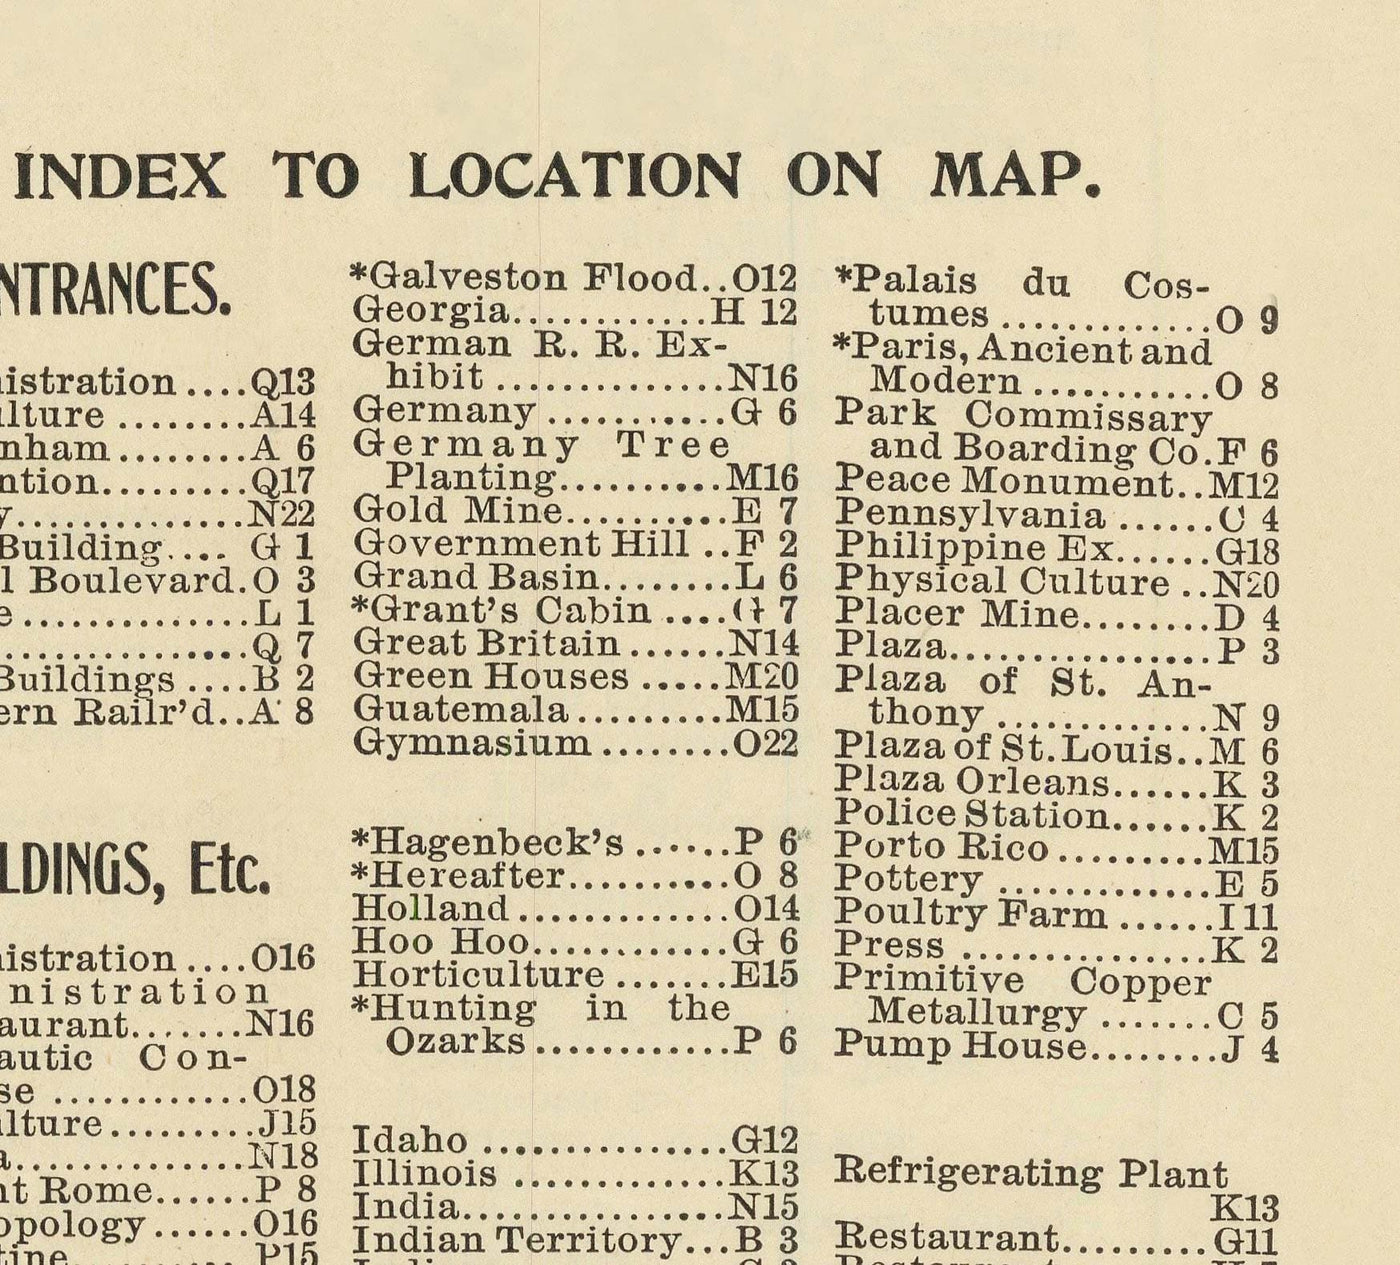 INDEX TO LOCATION ON MAP.
NTRANCES.
istration ....Q13
lture ........A14
nham........A 6
ntion.........Q17
y..............N22
Building.... G 1
l Boulevard.O 3
e ..............L 1
................Q 7
Buildings ....B 2
ern Railr'd..A 8
LDINGS, Etc.
istration ....O16
nistration
aurant.......N16
autic Con-
se ............O18
lture.........J15
a..............N18
nt Rome......P 8
opology......O16
tine.......... P15
*Galveston Flood..O12
Georgia............H 12
German R. R. Ex-
hibit ..............N16
Germany ..........G 6
Germany Tree
Planting..........M16
Gold Mine..........E 7
Government Hill ..F 2
Grand Basin........L 6
*Grant's Cabin ....G 7
Great Britain ......N14
Green Houses .....M20
Guatemala.........M15
Gymnasium ........O22
*Hagenbeck's ......P 6
*Hereafter..........O 8
Holland.............O14
Hoo Hoo............G 6
Horticulture .......E15
*Hunting in the
Ozarks............P 6
Idaho ...............G12
Illinois .............K13
India................N15
Indian Territory...B 3
*Palais du Cos-
tumes .............O 9
*Paris, Ancient and
Modern ...........O 8
Park Commissary
and Boarding Co.F 6
Peace Monument..M12
Pennsylvania ......C 4
Philippine Ex......G18
Physical Culture ..N20
Placer Mine........D 4
Plaza................P 3
Plaza of St. An-
thony .............N 9
Plaza of St. Louis..M 6
Plaza Orleans......K 3
Police Station......K 2
Porto Rico.........M15
Pottery .............E 5
Poultry Farm ......I 11
Press ...............K 2
Primitive Copper
Metallurgy .......C 5
Pump House........J 4
Refrigerating Plant
K13
Restaurant.........G11